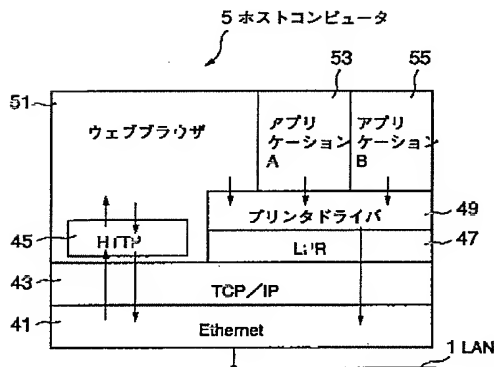 5 ホストコンピュータ
53
55
51
ウェブブラウザ
アプリ
ケーション
A
アプリ
ケーション
B
45
HTTP
プリンタドライバ
49
LPR
47
43
TCP/IP
41
Ethernet
1 LAN